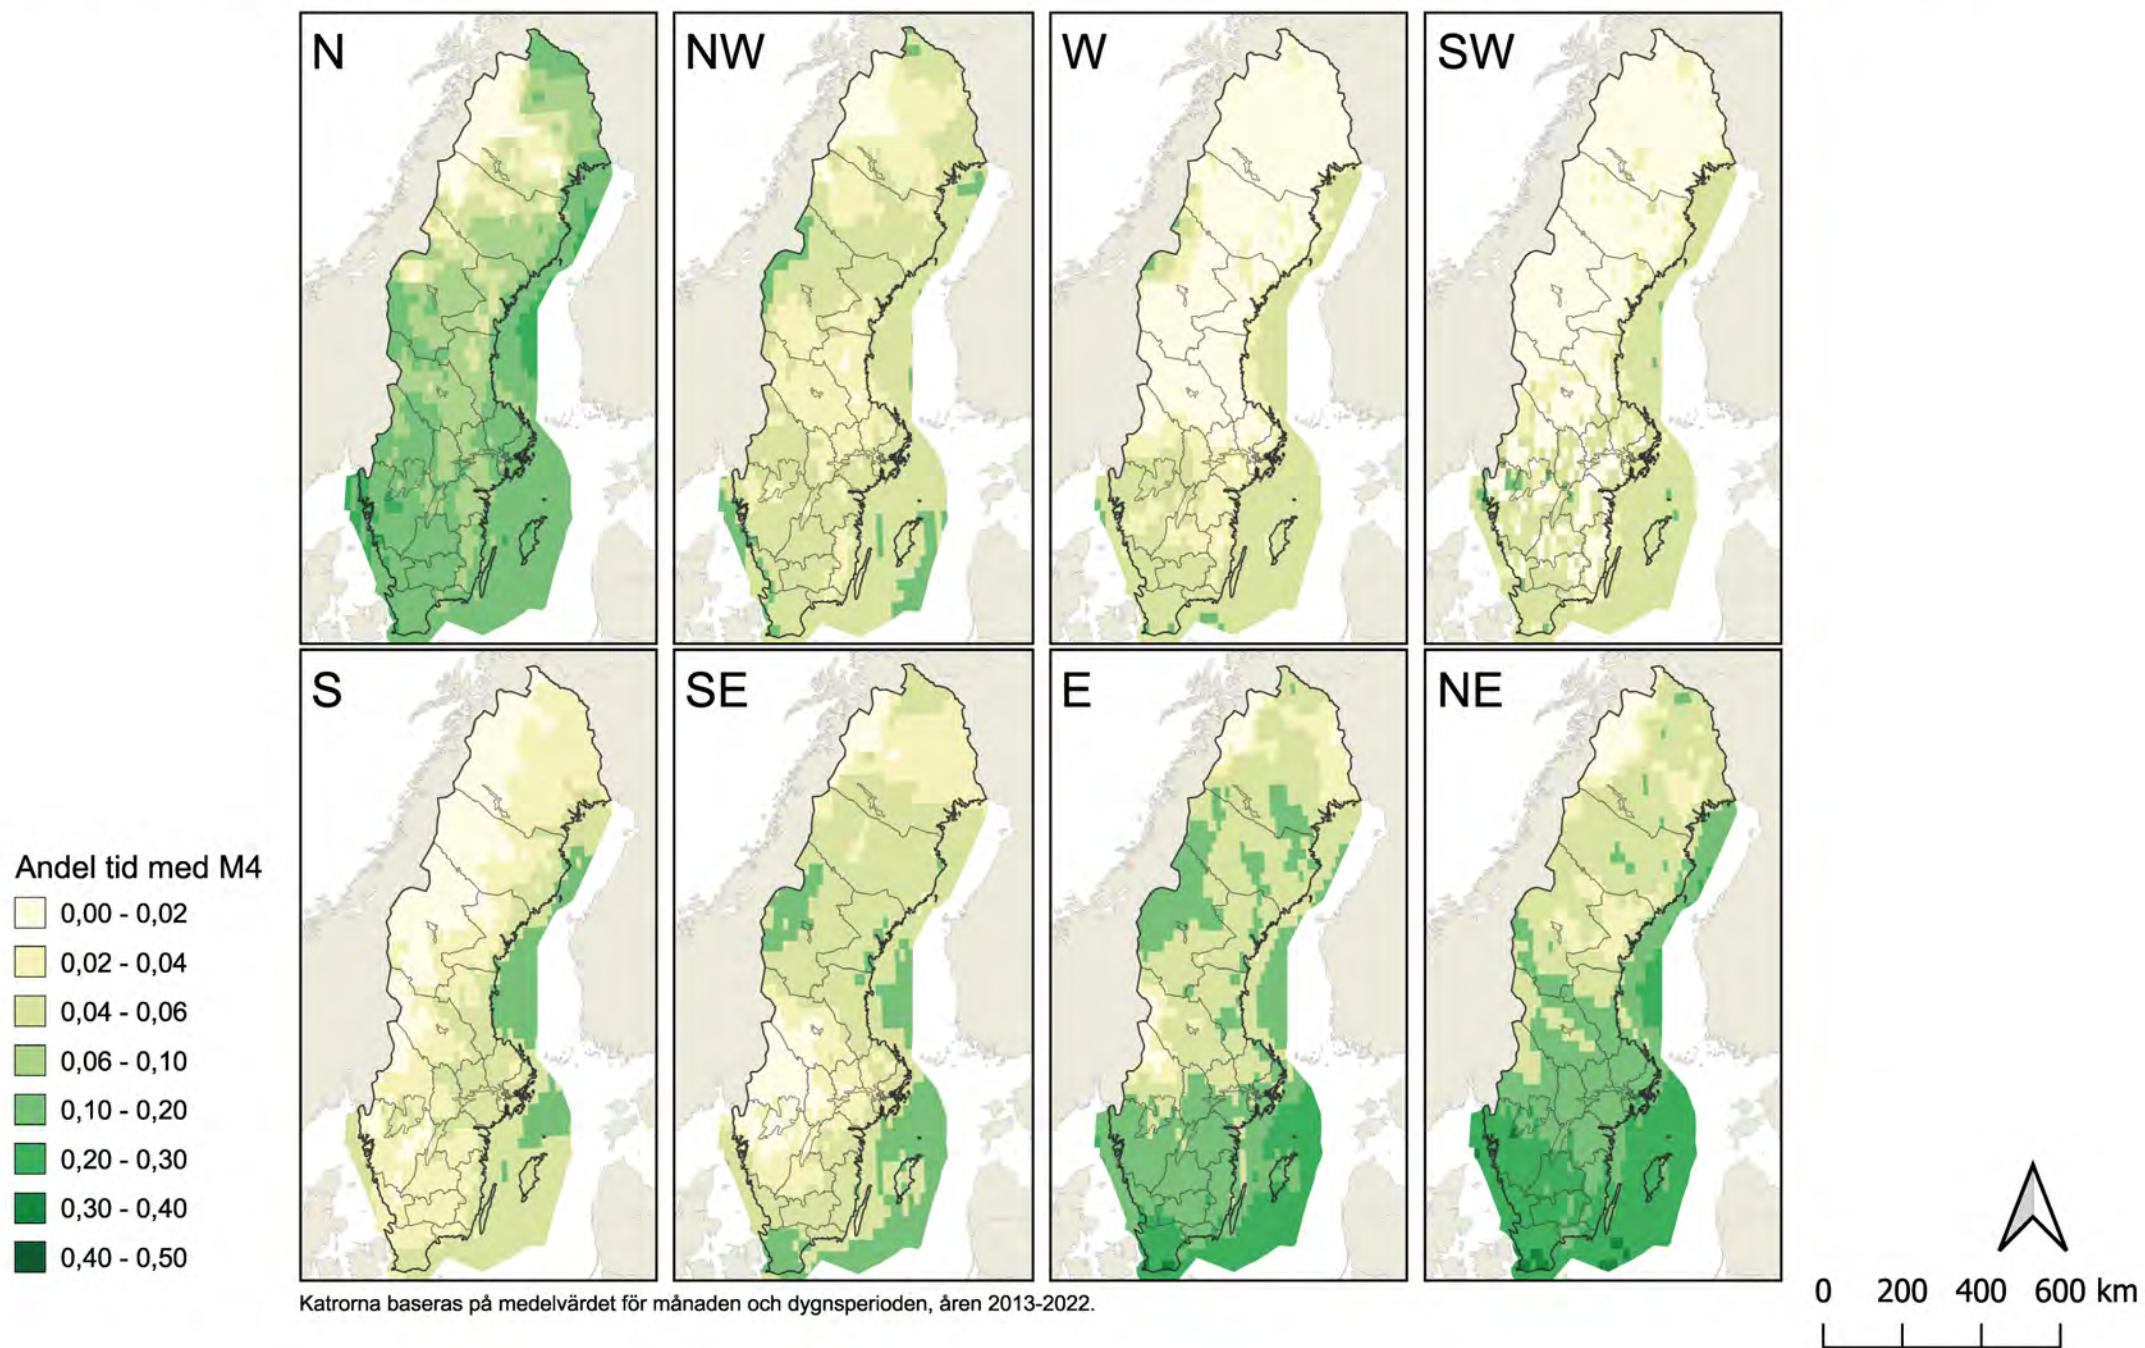 N
NW
W
SW
S
SE
E
NE
Andel tid med M4
0,00 - 0,02
0,02 - 0,04
0,04 - 0,06
0,06 - 0,10
0,10 - 0,20
0,20 - 0,30
0,30 - 0,40
0,40 - 0,50
Katrorna baseras på medelvärdet för månaden och dygnsperioden, åren 2013-2022.
0 200 400 600 km